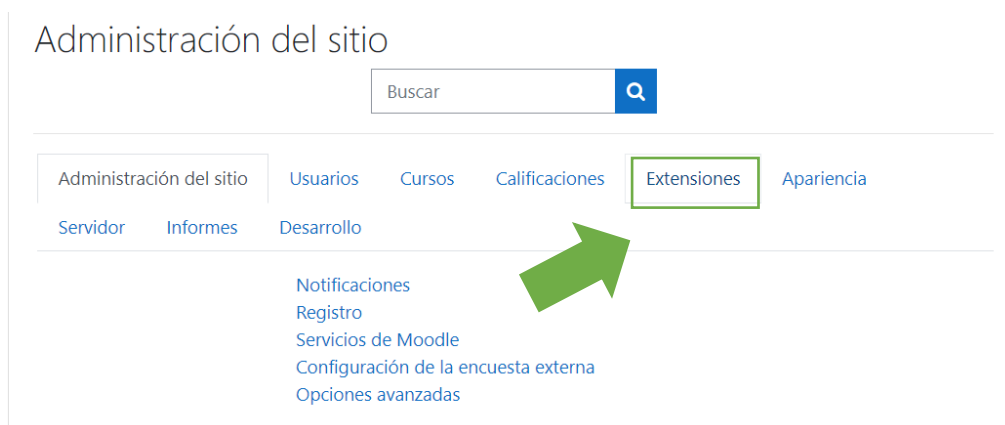 Administración del sitio
Buscar
Administración del sitio Usuarios Cursos Calificaciones Extensiones Apariencia
Servidor Informes Desarrollo
Notificaciones
Registro
Servicios de Moodle
Configuración de la encuesta externa
Opciones avanzadas